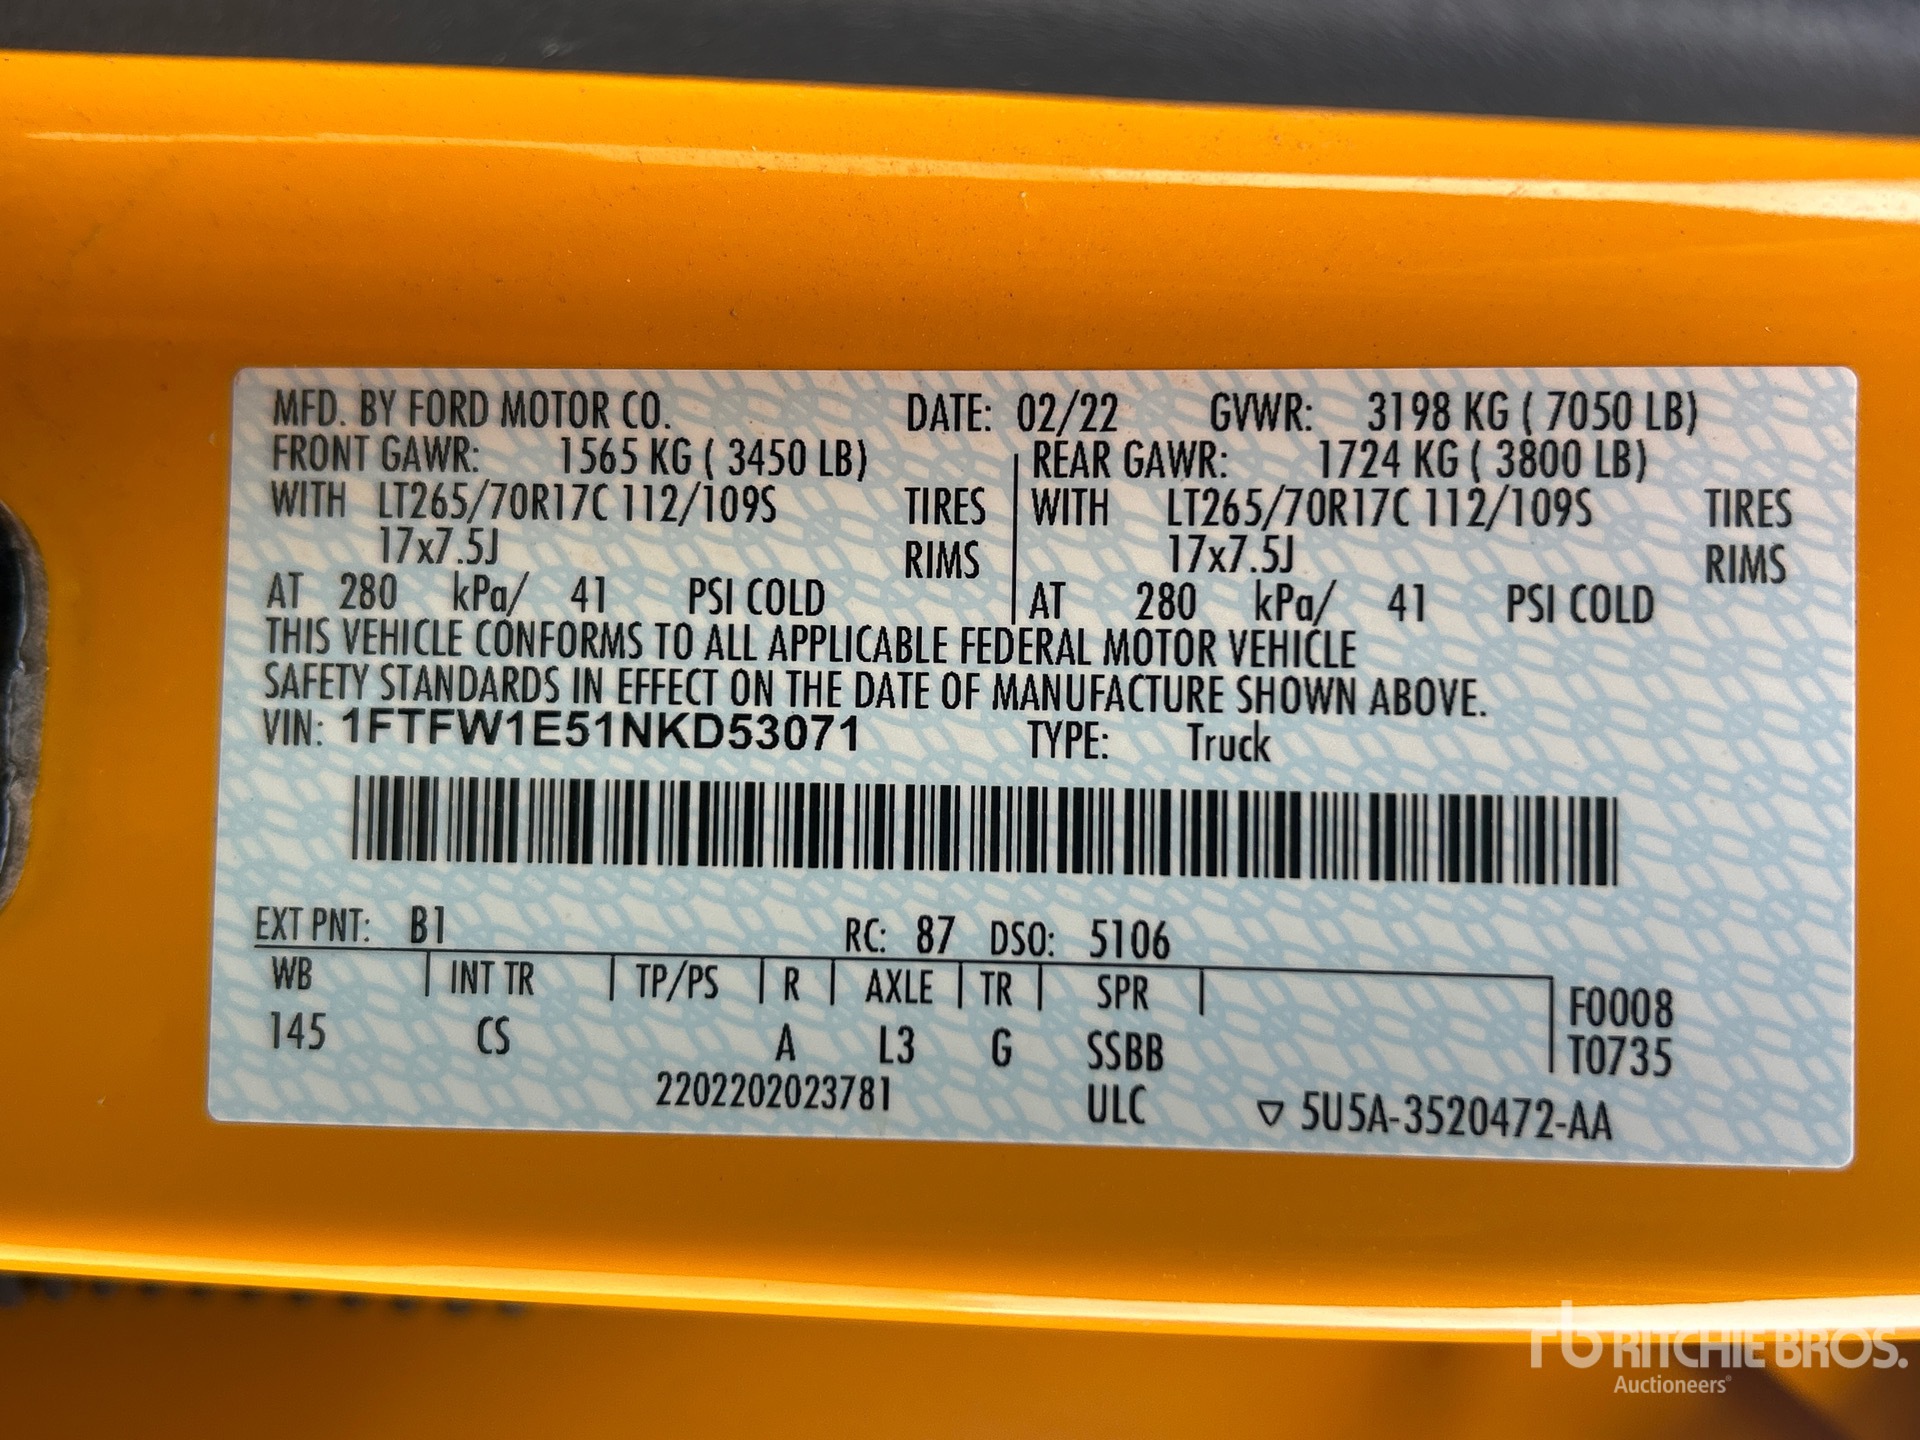 MFD. BY FORD MOTOR CO. DATE: 02/22 GVWR: 3198 KG ( 7050 LB)
FRONT GAWR: 1565 KG ( 3450 LB) REAR GAWR: 1724 KG ( 3800 LB)
WITH LT265/70R17C 112/109S TIRES WITH LT265/70R17C 112/109S TIRES
17x7.5J RIMS 17x7.5J RIMS
AT 280 kPa/ 41 PSI COLD AT 280 kPa/ 41 PSI COLD
THIS VEHICLE CONFORMS TO ALL APPLICABLE FEDERAL MOTOR VEHICLE
SAFETY STANDARDS IN EFFECT ON THE DATE OF MANUFACTURE SHOWN ABOVE.
VIN: 1FTFW1E51NKD53071 TYPE: Truck
EXT PNT: B1 RC: 87 DSO: 5106
WB INT TR TP/PS R AXLE TR SPR F0008
145 CS A L3 G SSBB T0735
2202202023781 ULC ▽ 5U5A-3520472-AA
rb RITCHIE BROS.
Auctioneers®